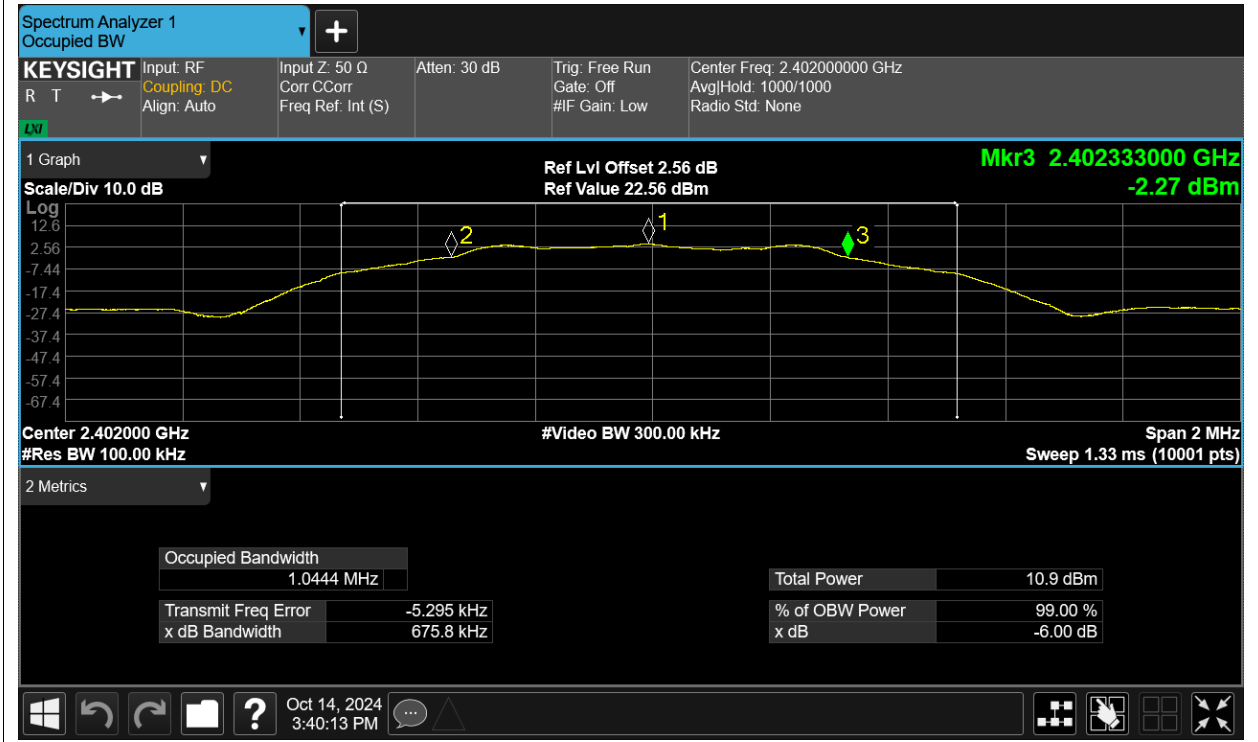 Spectrum Analyzer 1
Occupied BW
KEYSIGHT
R T
LXI
Input: RF
Coupling: DC
Align: Auto
Input Z: 50 Ω
Corr CCorr
Freq Ref: Int (S)
Atten: 30 dB
Trig: Free Run
Gate: Off
#IF Gain: Low
Center Freq: 2.402000000 GHz
Avg|Hold: 1000/1000
Radio Std: None
1 Graph
Scale/Div 10.0 dB
Ref Lvl Offset 2.56 dB
Ref Value 22.56 dBm
Mkr3 2.402333000 GHz
-2.27 dBm
Log
12.6
2.56
-7.44
-17.4
-27.4
-37.4
-47.4
-57.4
-67.4
2
1
3
Center 2.402000 GHz
#Res BW 100.00 kHz
#Video BW 300.00 kHz
Span 2 MHz
Sweep 1.33 ms (10001 pts)
2 Metrics
Occupied Bandwidth
1.0444 MHz
Transmit Freq Error -5.295 kHz
x dB Bandwidth 675.8 kHz
Total Power 10.9 dBm
% of OBW Power 99.00 %
x dB -6.00 dB
?
Oct 14, 2024
3:40:13 PM